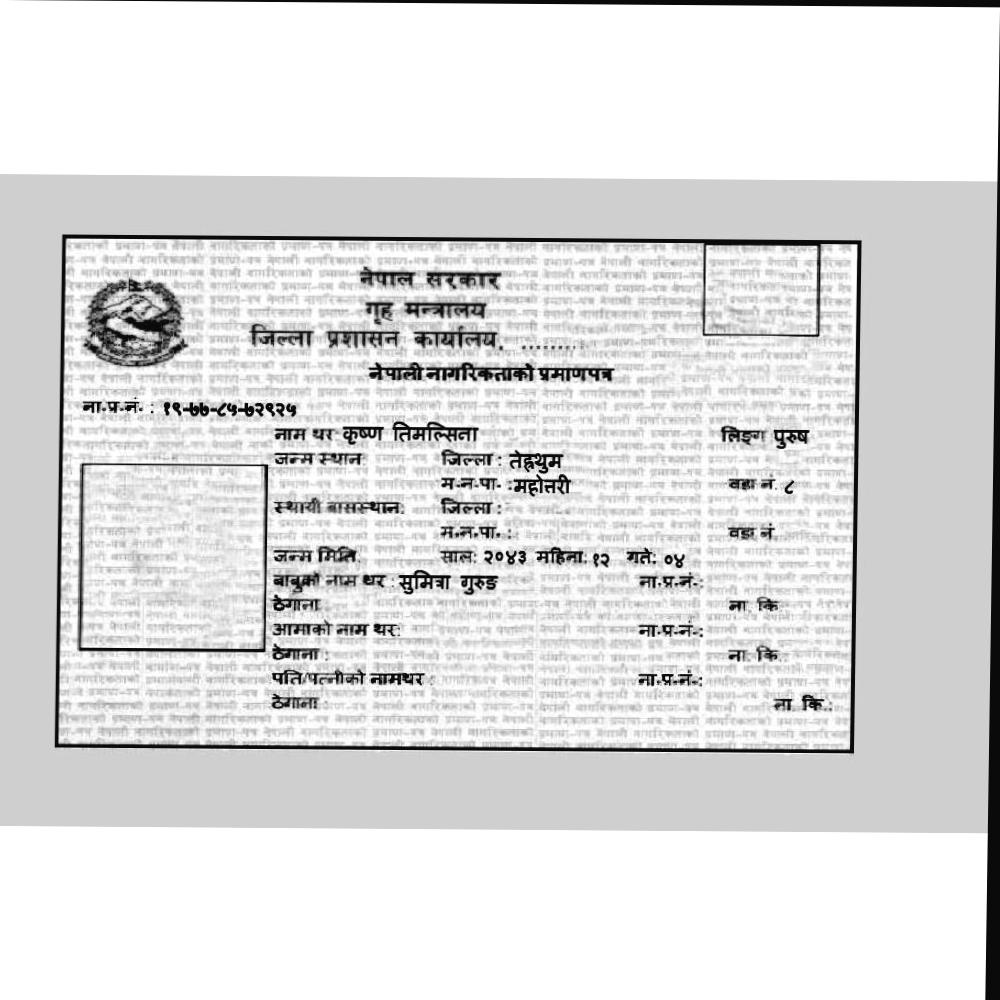 नेपाल सरकार
गृह मन्त्रालय
जिल्ला प्रशासन कार्यालय, ..........
नेपाली नागरिकताको प्रमाणपत्र
ना.प्र.नं. : १९-७७-८५-७२९२५
नाम थर: कृष्ण तिमल्सिना लिङ्ग पुरुष
जन्म स्थान: जिल्ला : तेह्रथुम
म.न.पा. : महोत्तरी वडा नं. ८
स्थायी बासस्थान: जिल्ला :
म.न.पा. : वडा नं.
जन्म मिति: साल: २०४३ महिना: १२ गते: ०४
बाबुको नाम थर : सुमित्रा गुरुङ ना.प्र.नं.:
ठेगाना : ना. कि.:
आमाको नाम थर: ना.प्र.नं.:
ठेगाना : ना. कि.:
पति/पत्नीको नामथर : ना.प्र.नं.:
ठेगाना : ना. कि.: